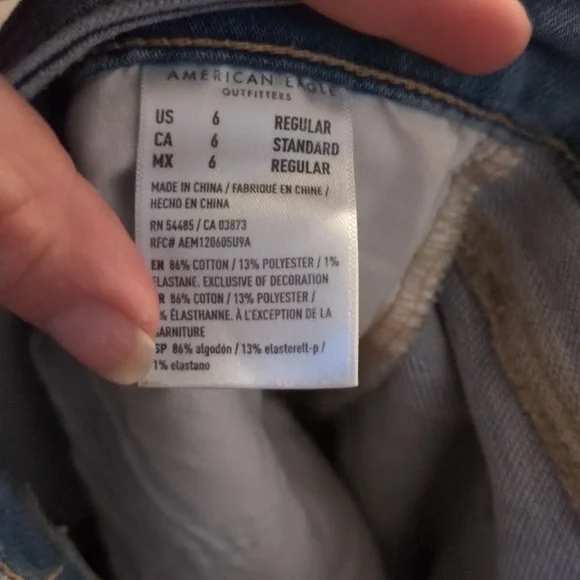 AMERICAN EAGLE
OUTFITTERS
US 6 REGULAR
CA 6 STANDARD
MX 6 REGULAR
MADE IN CHINA / FABRIQUÉ EN CHINE /
HECHO EN CHINA
RN 54485 / CA 03873
RFC# AEM120605U9A
EN 86% COTTON / 13% POLYESTER / 1%
ELASTANE. EXCLUSIVE OF DECORATION
R 86% COTON / 13% POLYESTER /
% ÉLASTHANNE. À L'EXCEPTION DE LA
GARNITURE
SP 86% algodón / 13% elasterell-p /
1% elastano